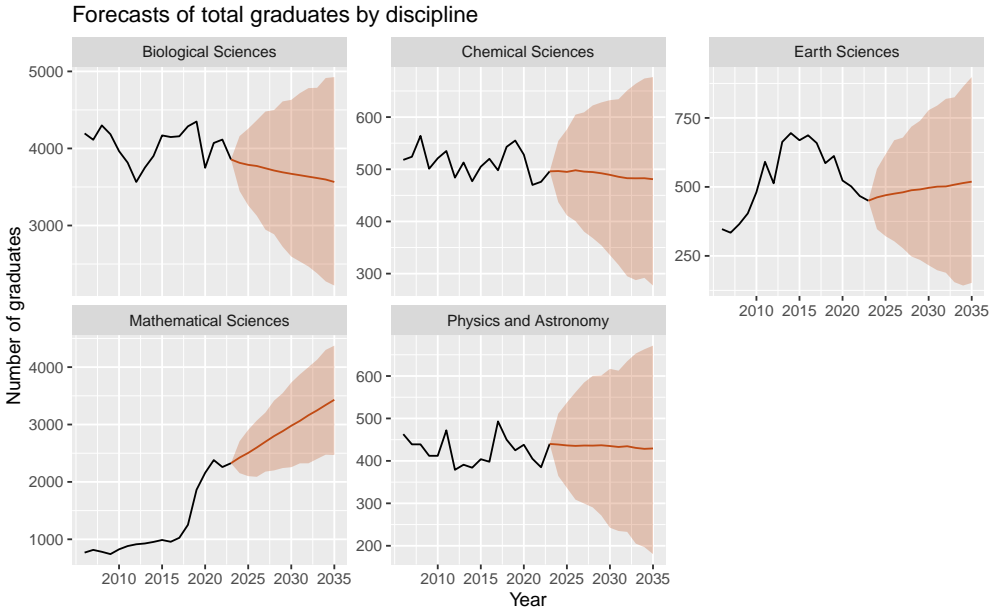 Forecasts of total graduates by discipline
Biological Sciences
Chemical Sciences
Earth Sciences
5000
4000
3000
600
500
400
300
750
500
250
2010 2015 2020 2025 2030 2035
Mathematical Sciences
Physics and Astronomy
4000
3000
2000
1000
600
500
400
300
200
2010 2015 2020 2025 2030 2035
2010 2015 2020 2025 2030 2035
Year
Number of graduates